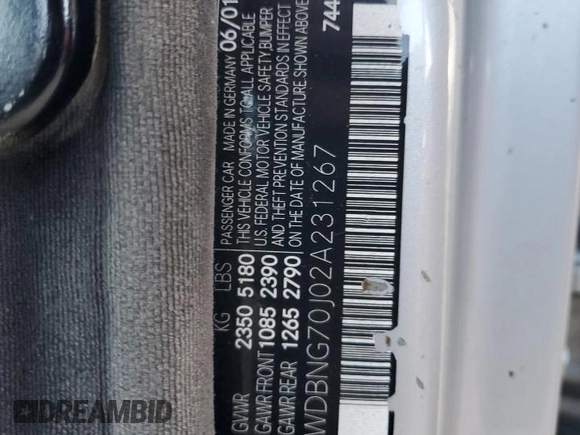 PASSENGER CAR MADE IN GERMANY 06/01
KG LBS THIS VEHICLE CONFORMS TO ALL APPLICABLE
GVWR 2350 5180 U.S. FEDERAL MOTOR VEHICLE SAFETY, BUMPER
GAWR FRONT 1085 2390 AND THEFT PREVENTION STANDARDS IN EFFECT
GAWR REAR 1265 2790 ON THE DATE OF MANUFACTURE SHOWN ABOVE
WDBNG70J02A231267
744
DREAMBID